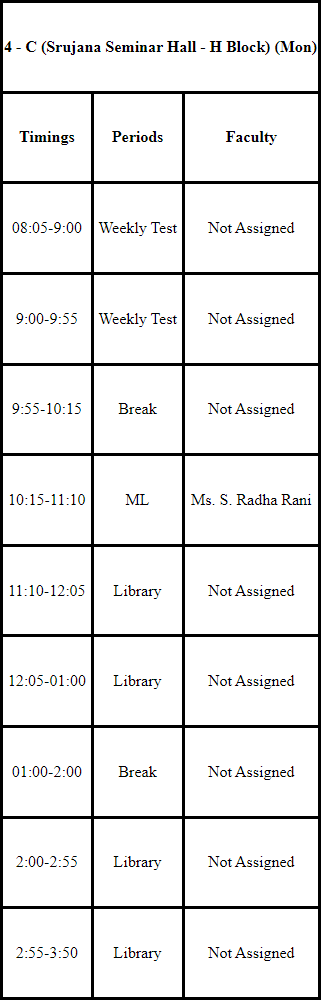 4 - C (Srujana Seminar Hall - H Block) (Mon)
Timings Periods Faculty
08:05-9:00 Weekly Test Not Assigned
9:00-9:55 Weekly Test Not Assigned
9:55-10:15 Break Not Assigned
10:15-11:10 ML Ms. S. Radha Rani
11:10-12:05 Library Not Assigned
12:05-01:00 Library Not Assigned
01:00-2:00 Break Not Assigned
2:00-2:55 Library Not Assigned
2:55-3:50 Library Not Assigned